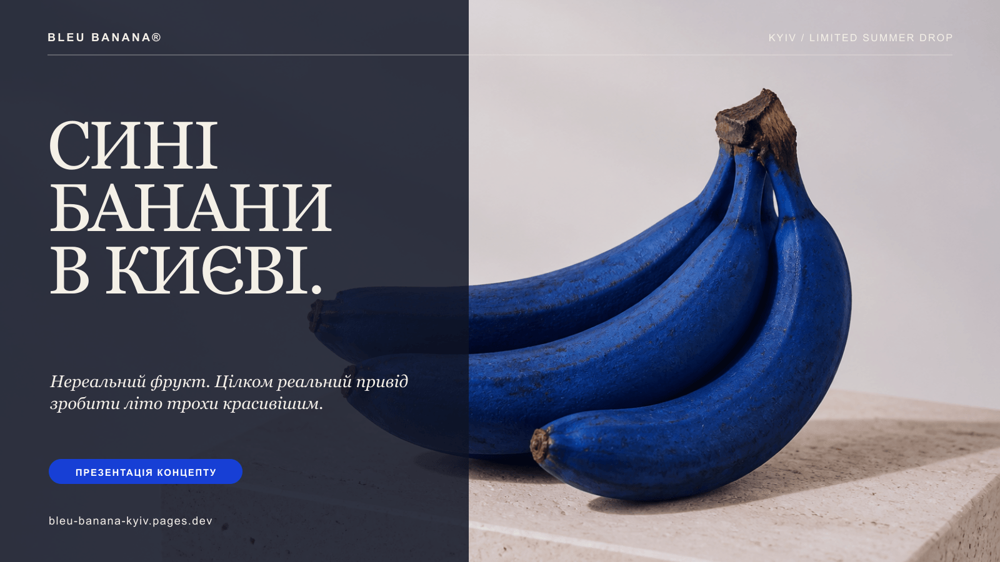 BLEU BANANA®
KYIV / LIMITED SUMMER DROP
СИНІ
БАНАНИ
В КИЄВІ.
Нереальний фрукт. Цілком реальний привід
зробити літо трохи красивішим.
ПРЕЗЕНТАЦІЯ КОНЦЕПТУ
bleu-banana-kyiv.pages.dev